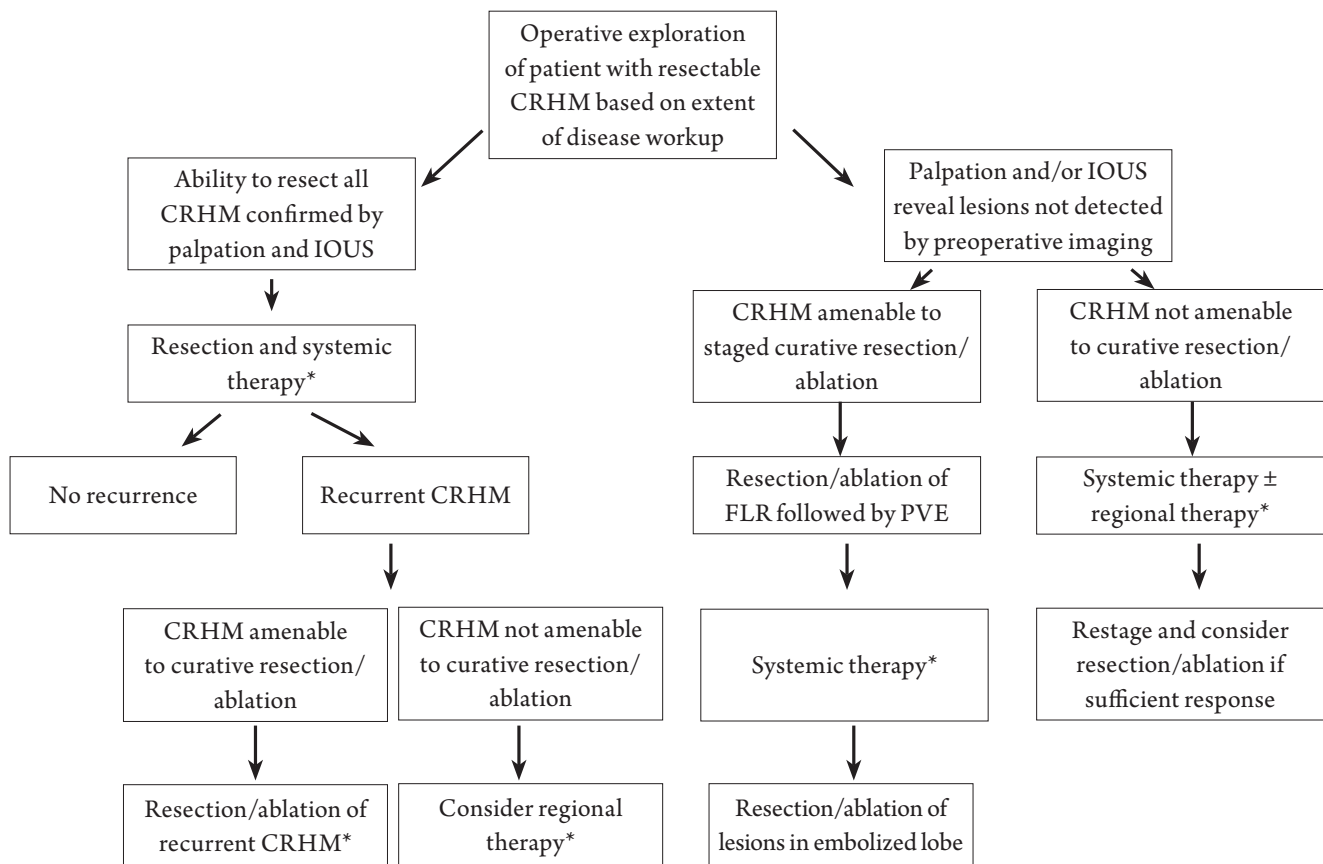 Operative exploration
of patient with resectable
CRHM based on extent
of disease workup
Ability to resect all
CRHM confirmed by
palpation and IOUS
Palpation and/or IOUS
reveal lesions not detected
by preoperative imaging
Resection and systemic
therapy*
CRHM amenable to
staged curative resection/
ablation
CRHM not amenable
to curative resection/
ablation
No recurrence
Recurrent CRHM
Resection/ablation of
FLR followed by PVE
Systemic therapy ±
regional therapy*
CRHM amenable
to curative resection/
ablation
CRHM not amenable
to curative resection/
ablation
Systemic therapy*
Restage and consider
resection/ablation if
sufficient response
Resection/ablation of
recurrent CRHM*
Consider regional
therapy*
Resection/ablation of
lesions in embolized lobe